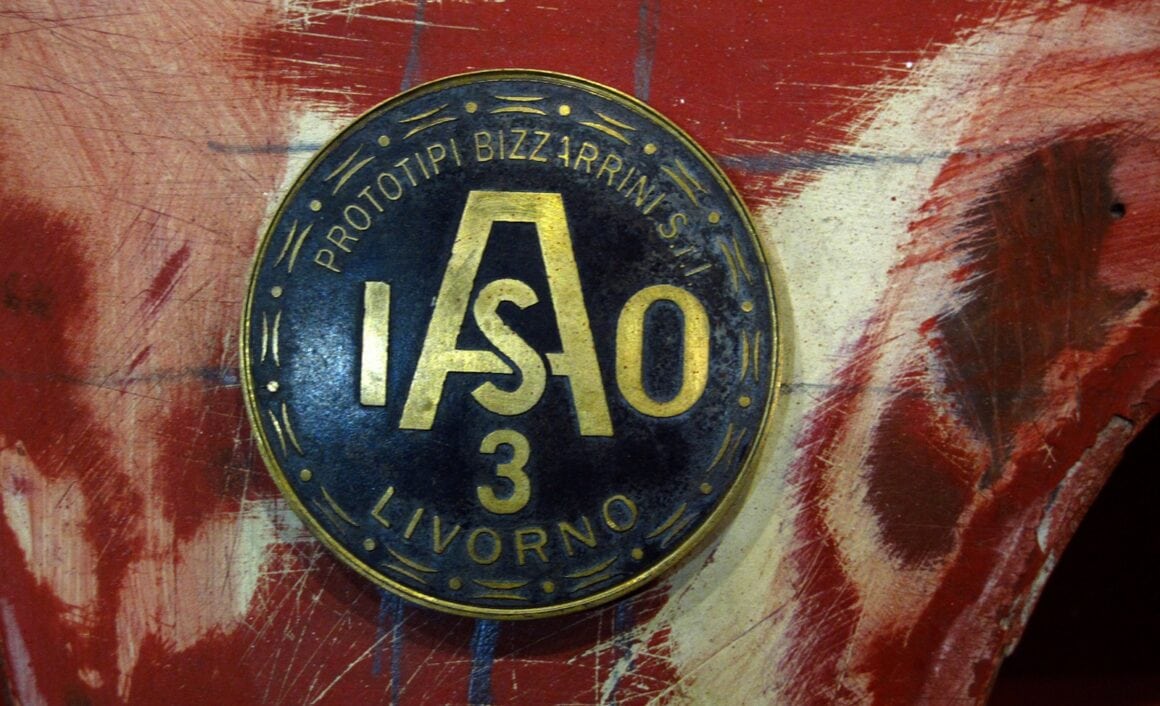 PROTOTIPI BIZZARRINI S.r.l
ISO
A
3
LIVORNO